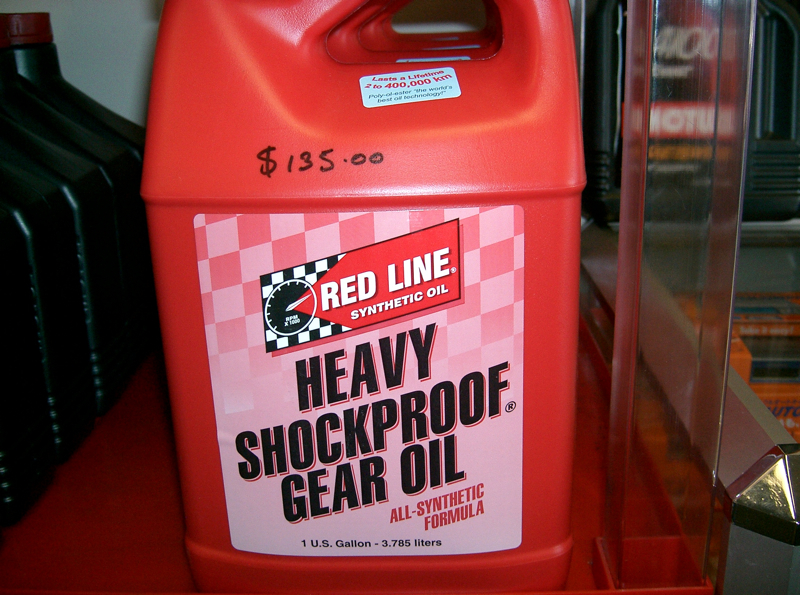 Lasts a Lifetime
2 to 400,000 km
Poly-ol-ester "the world's
best oil technology!"
$135.00
RED LINE®
SYNTHETIC OIL
RPM
X 1000
HEAVY
SHOCKPROOF®
GEAR OIL
ALL-SYNTHETIC
FORMULA
1 U.S. Gallon - 3.785 liters
MOTUL